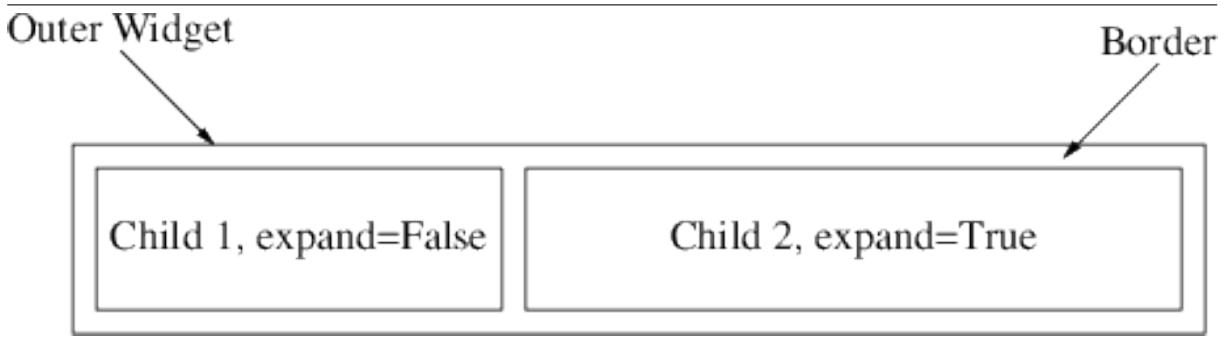 Outer Widget
Border
Child 1, expand=False
Child 2, expand=True